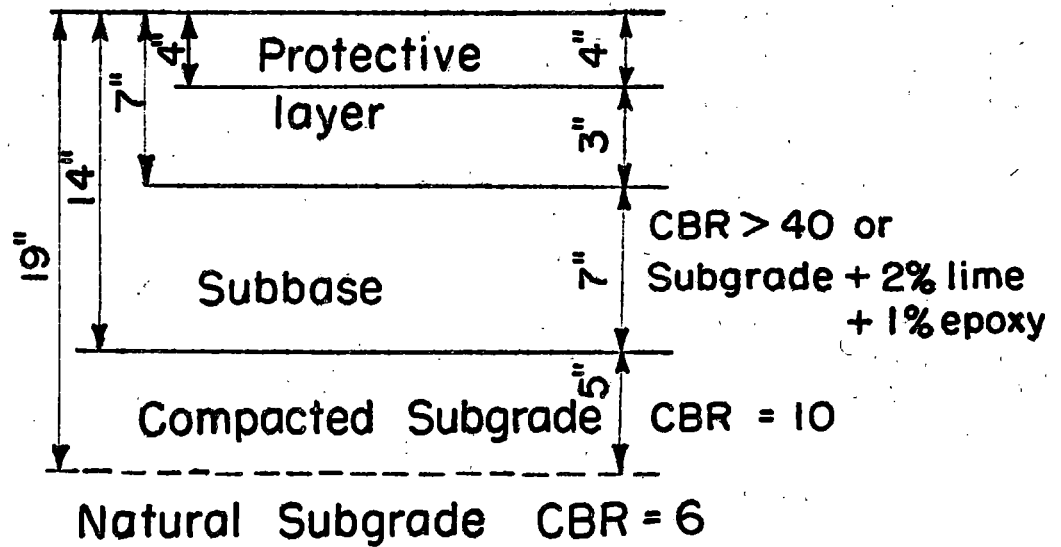 4"
Protective
4"
7"
layer
3"
14"
19"
CBR > 40 or
Subbase
7"
Subgrade + 2% lime
+ 1% epoxy
5"
Compacted Subgrade
CBR = 10
Natural Subgrade CBR = 6